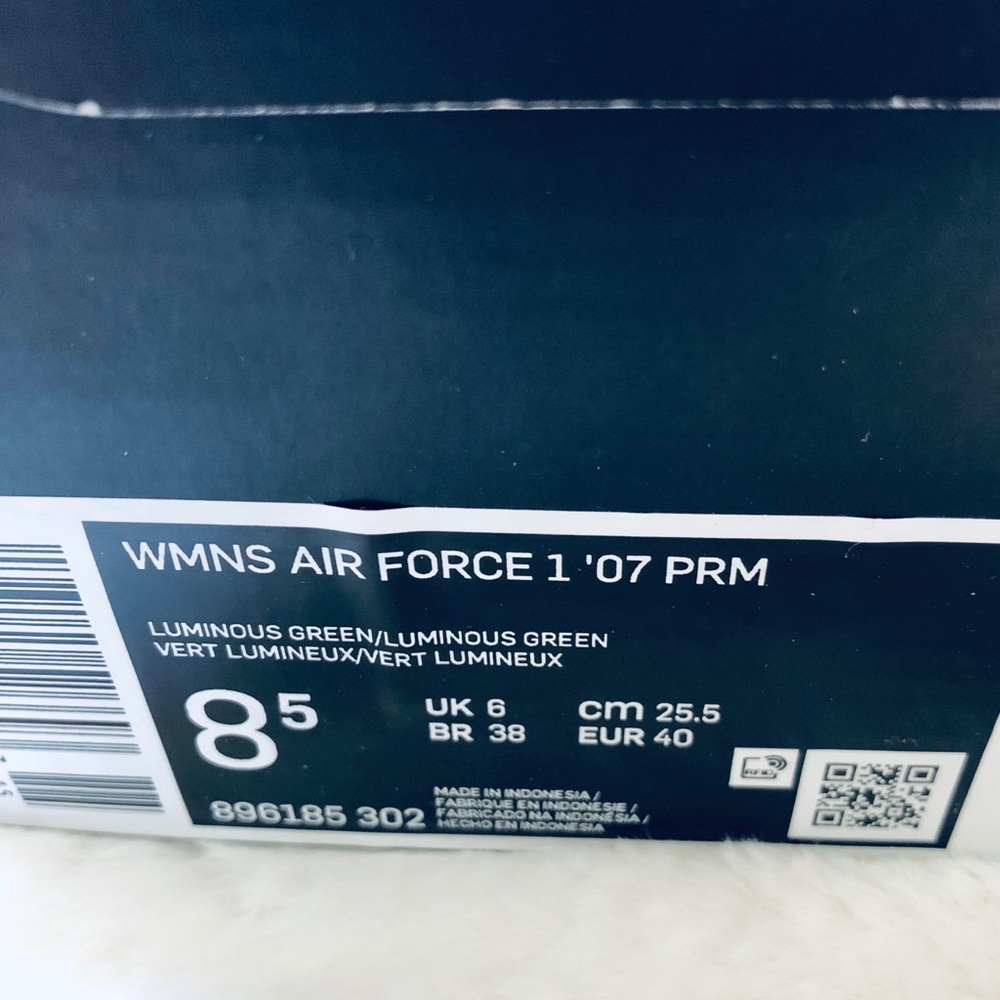 WMNS AIR FORCE 1 '07 PRM
LUMINOUS GREEN/LUMINOUS GREEN
VERT LUMINEUX/VERT LUMINEUX
8⁵
UK 6
BR 38
cm 25.5
EUR 40
RFID
896185 302
MADE IN INDONESIA /
FABRIQUE EN INDONESIE /
FABRICADO NA INDONÉSIA /
HECHO EN INDONESIA